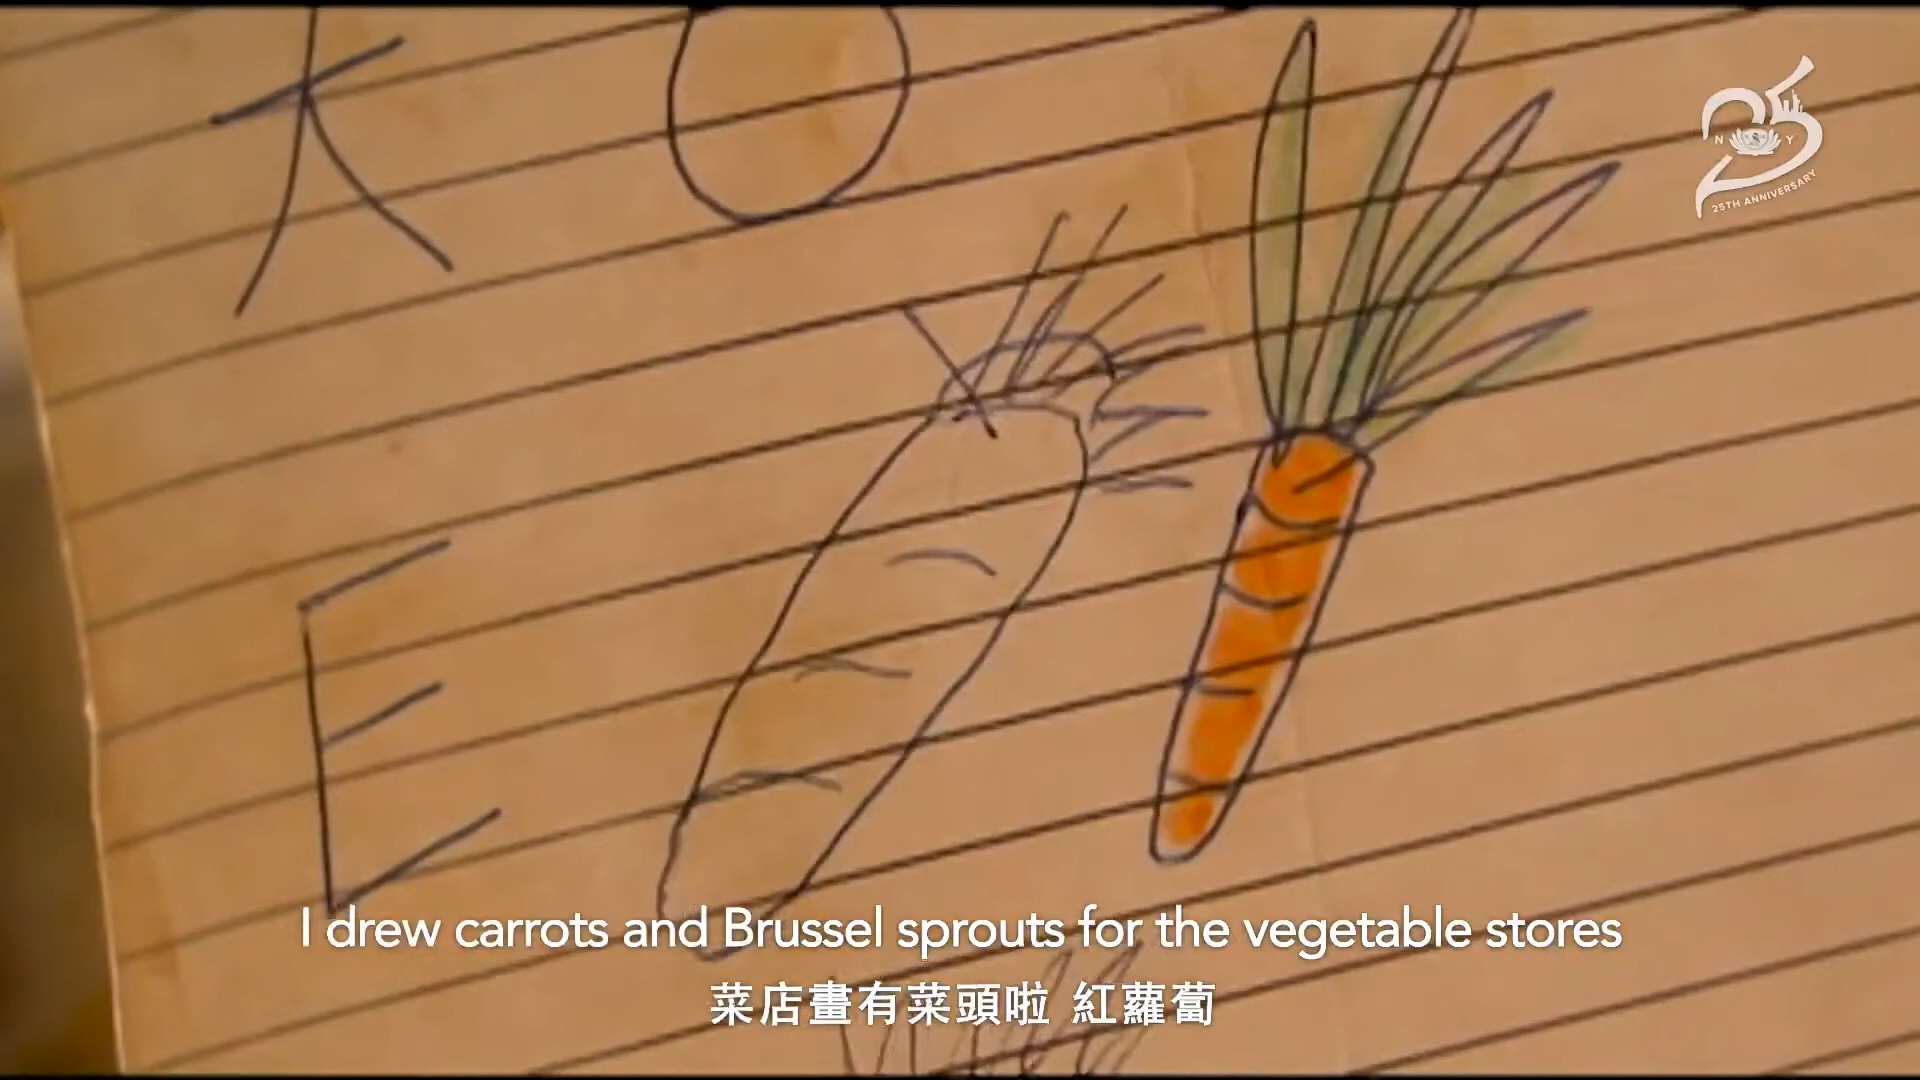 大 O
25
N Y
25TH ANNIVERSARY
E
I drew carrots and Brussel sprouts for the vegetable stores
菜店畫有菜頭啦 紅蘿蔔